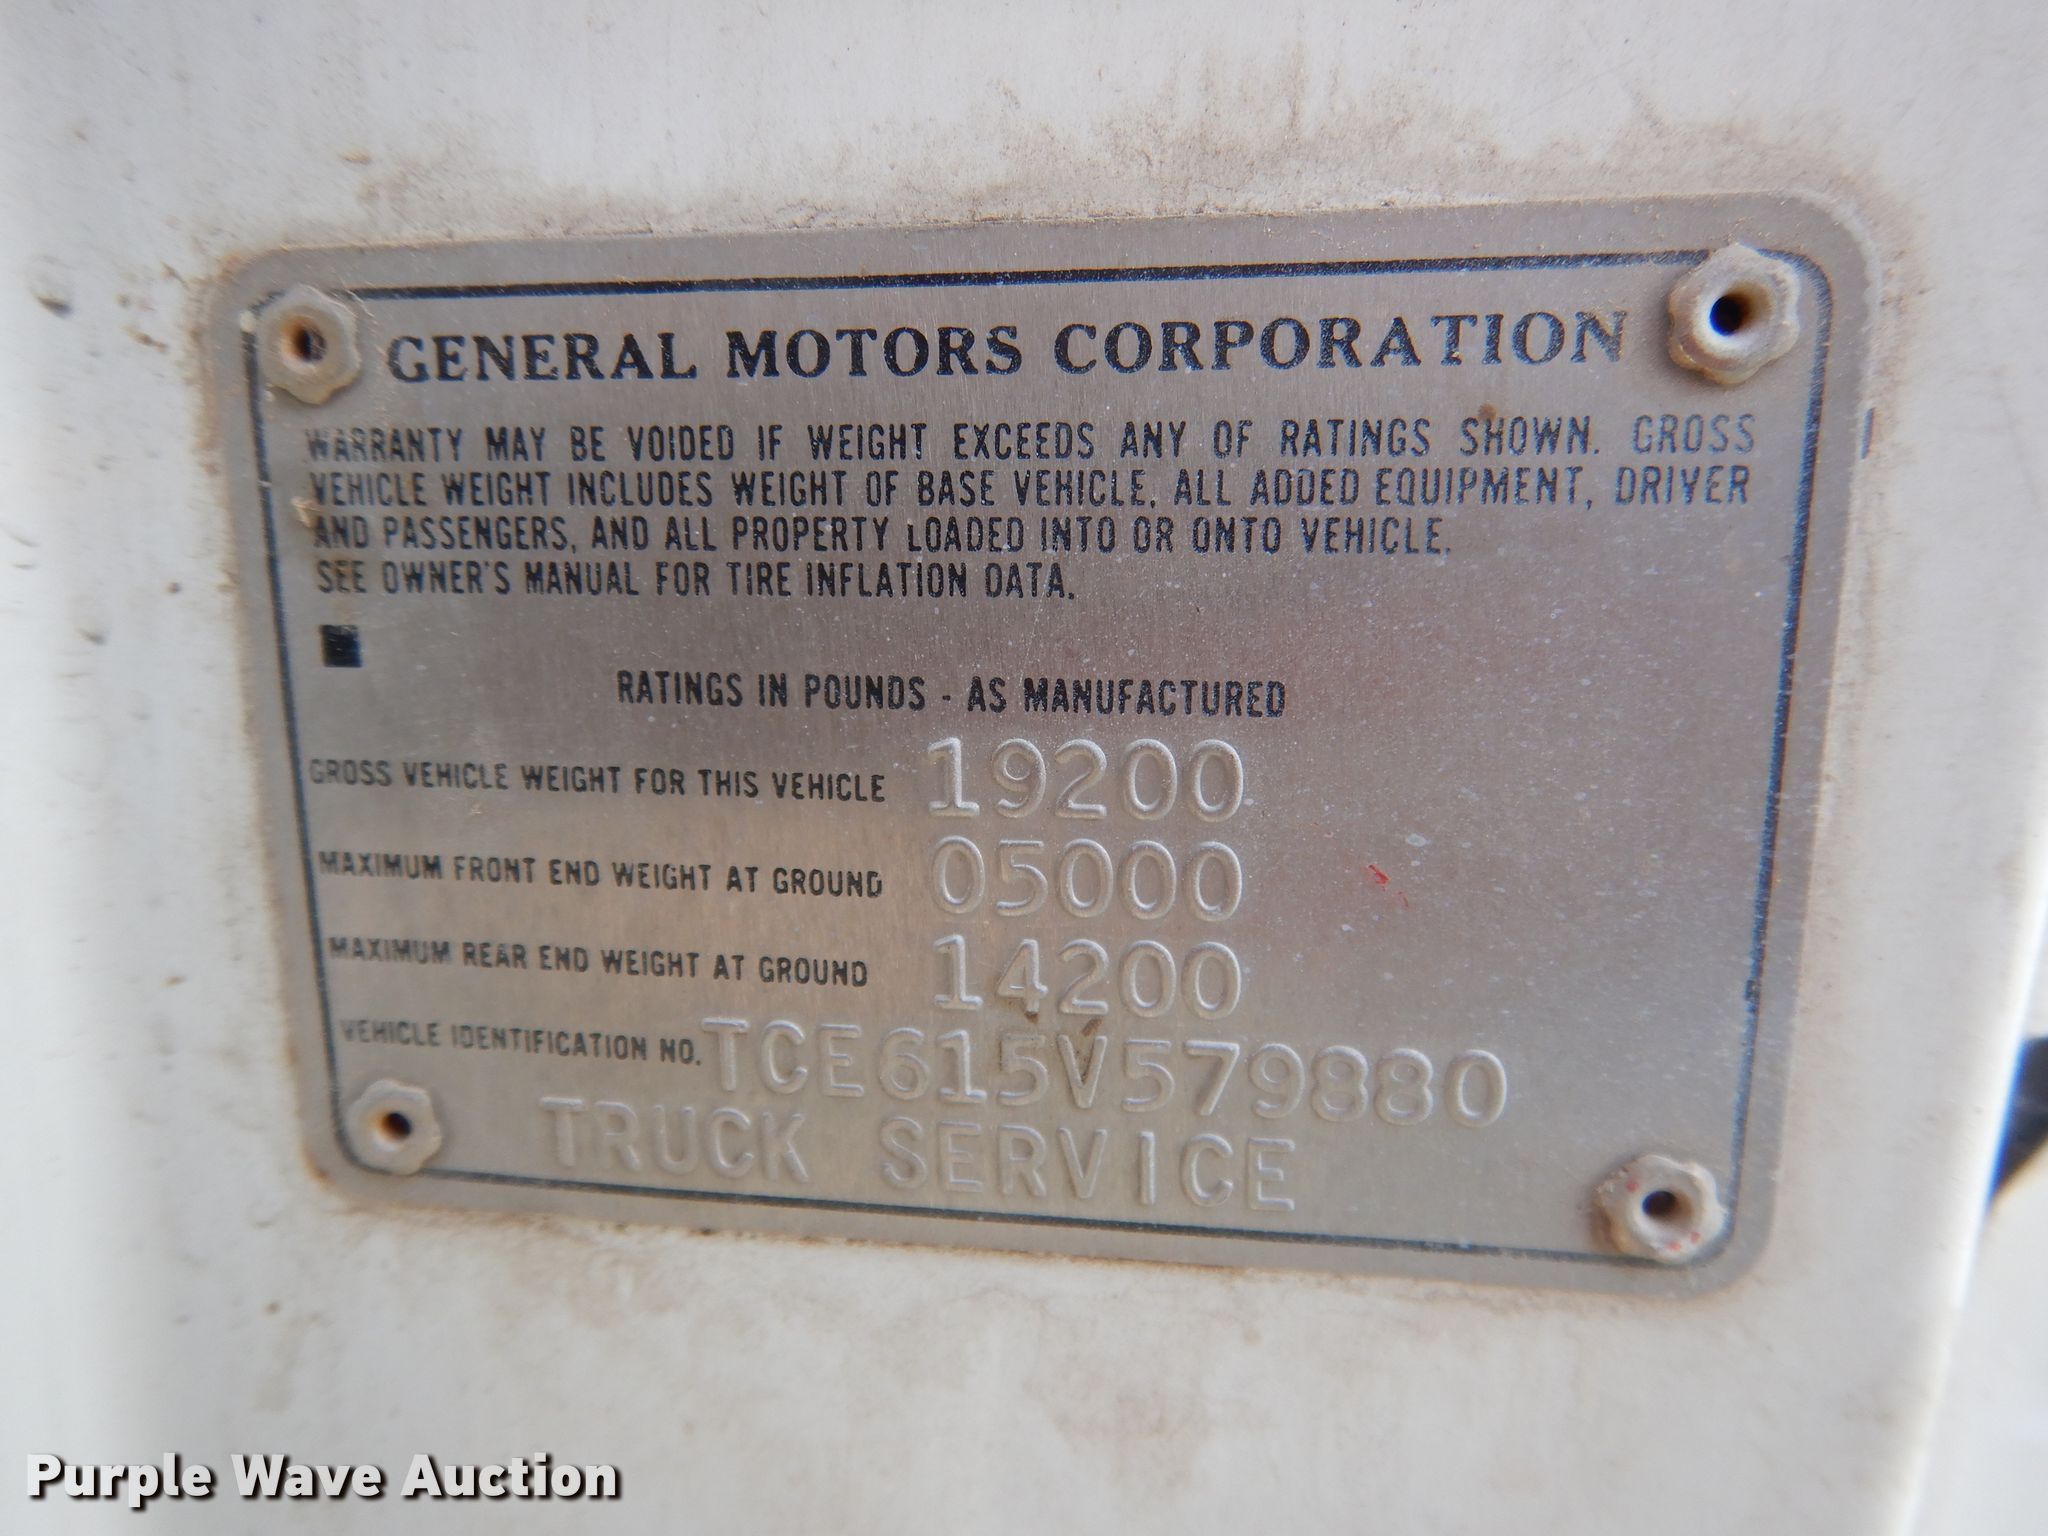 GENERAL MOTORS CORPORATION
WARRANTY MAY BE VOIDED IF WEIGHT EXCEEDS ANY OF RATINGS SHOWN. GROSS
VEHICLE WEIGHT INCLUDES WEIGHT OF BASE VEHICLE, ALL ADDED EQUIPMENT, DRIVER
AND PASSENGERS, AND ALL PROPERTY LOADED INTO OR ONTO VEHICLE.
SEE OWNER'S MANUAL FOR TIRE INFLATION DATA.
RATINGS IN POUNDS - AS MANUFACTURED
GROSS VEHICLE WEIGHT FOR THIS VEHICLE 19200
MAXIMUM FRONT END WEIGHT AT GROUND 05000
MAXIMUM REAR END WEIGHT AT GROUND 14200
VEHICLE IDENTIFICATION NO. TCE615V579880
TRUCK SERVICE
Purple Wave Auction